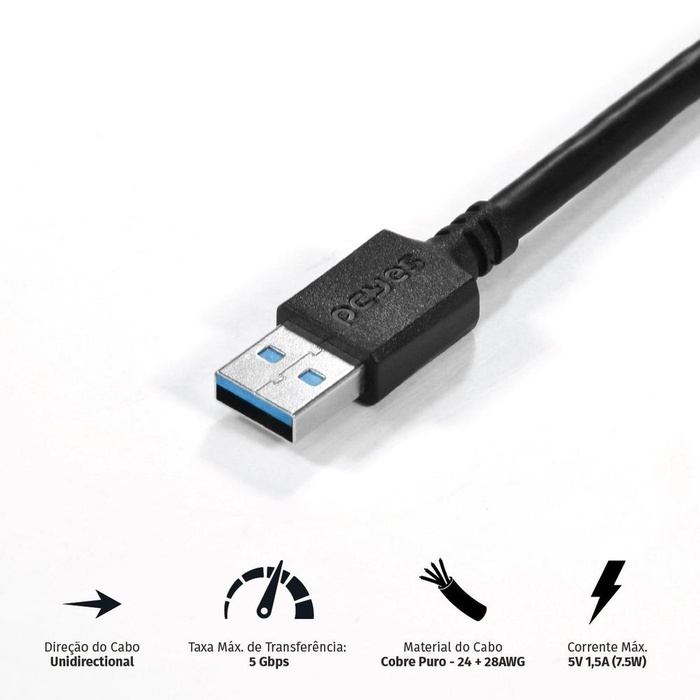 pcyes
Direção do Cabo
Unidirectional
Taxa Máx. de Transferência:
5 Gbps
Material do Cabo
Cobre Puro - 24 + 28AWG
Corrente Máx.
5V 1,5A (7.5W)